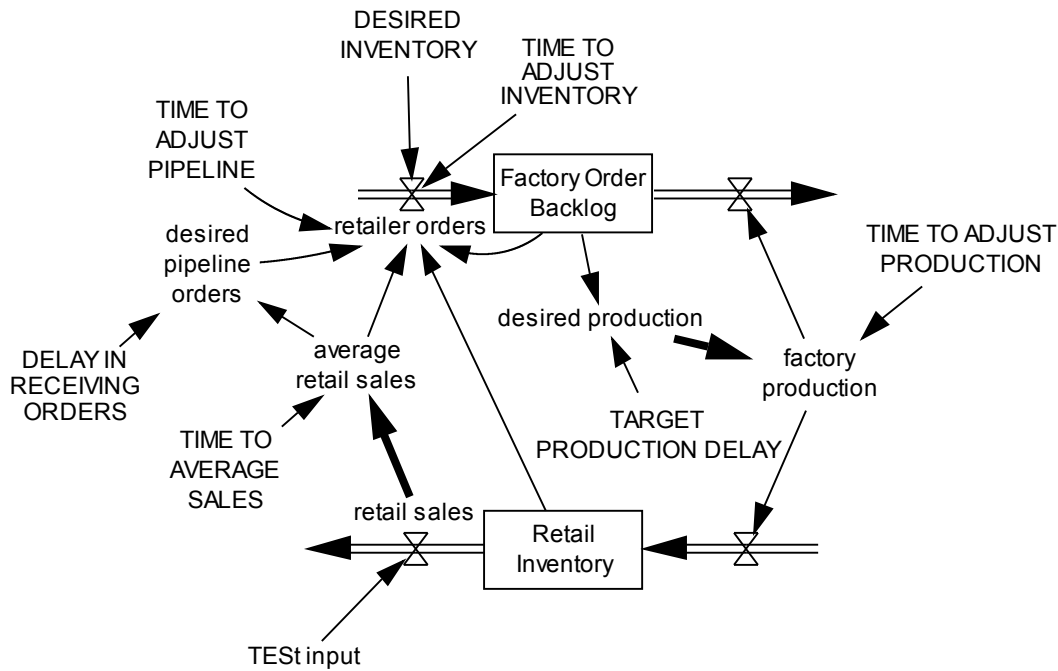 DESIRED
INVENTORY
TIME TO
ADJUST
INVENTORY
TIME TO
ADJUST
PIPELINE
Factory Order
Backlog
retailer orders
desired
pipeline
orders
TIME TO ADJUST
PRODUCTION
desired production
average
retail sales
factory
production
DELAY IN
RECEIVING
ORDERS
TARGET
PRODUCTION DELAY
TIME TO
AVERAGE
SALES
retail sales
Retail
Inventory
TESt input